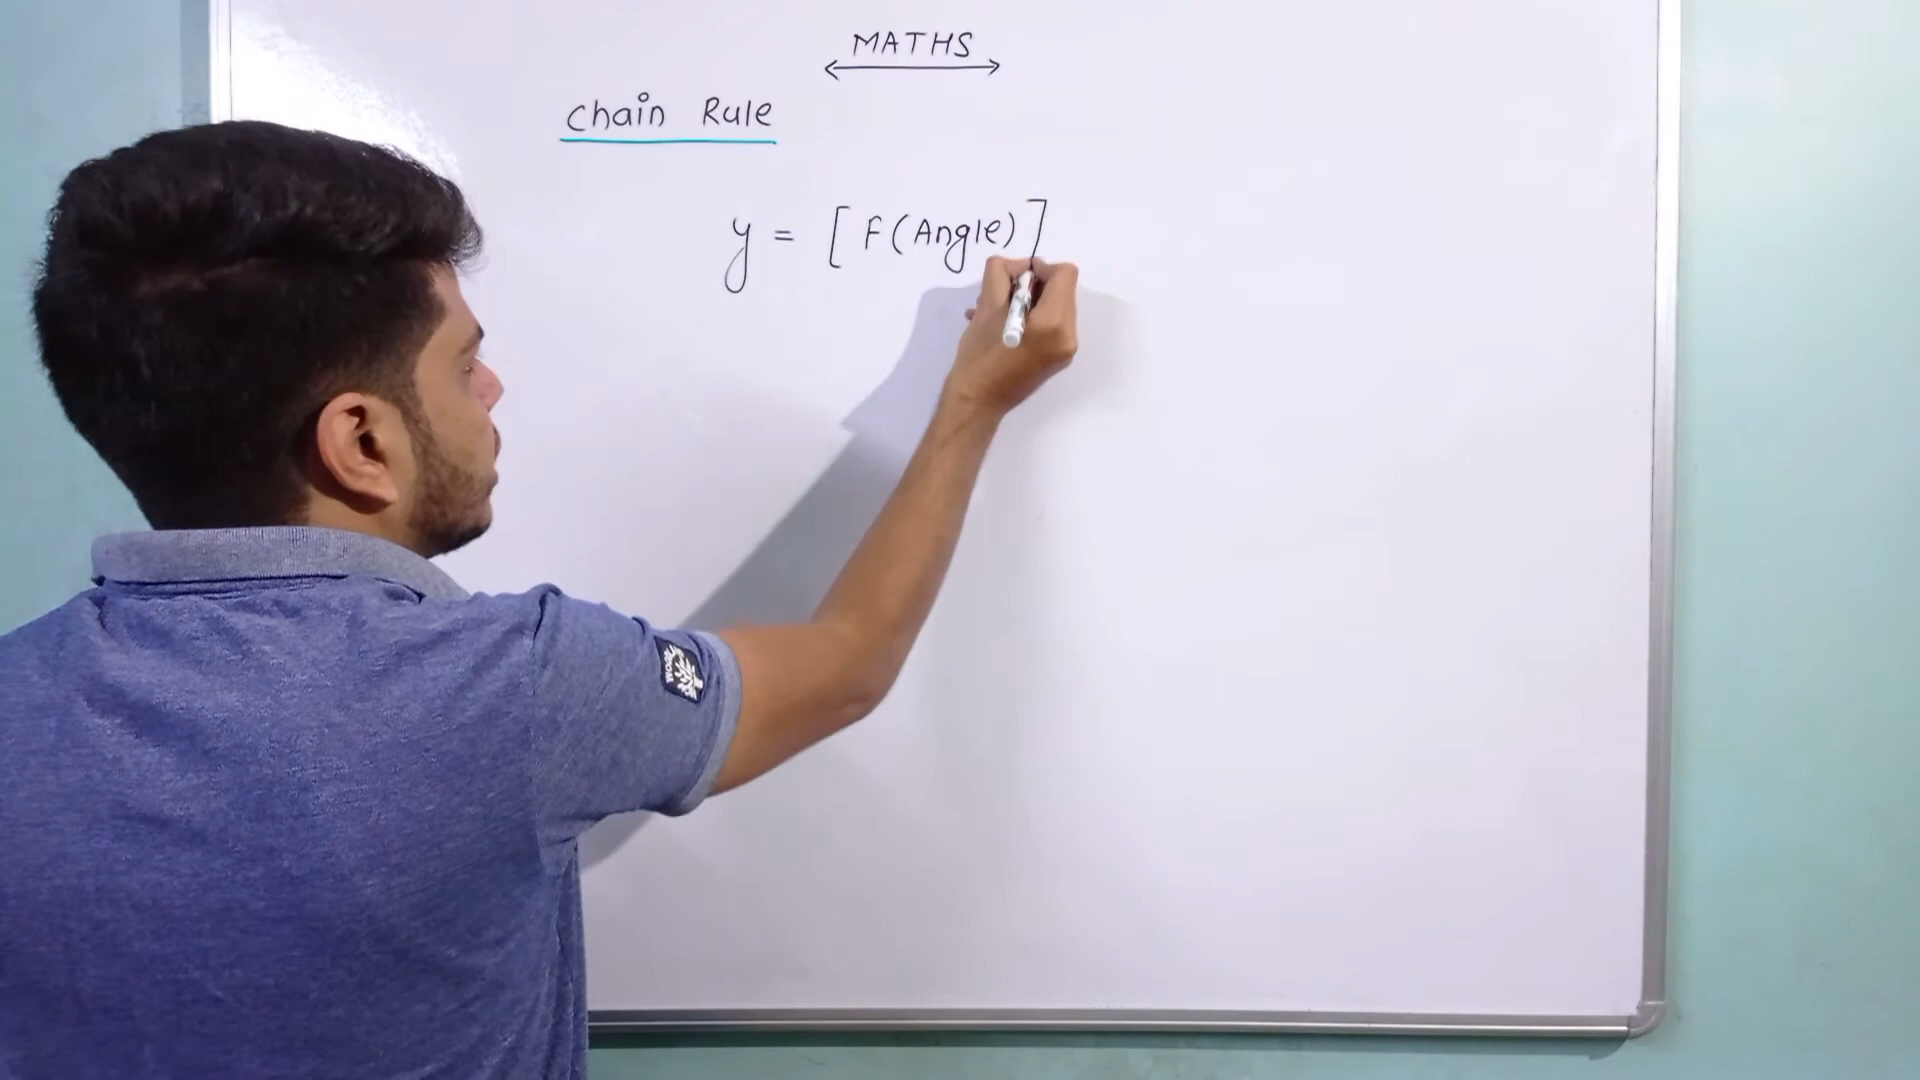 MATHS
Chain Rule
y = [F(Angle)]